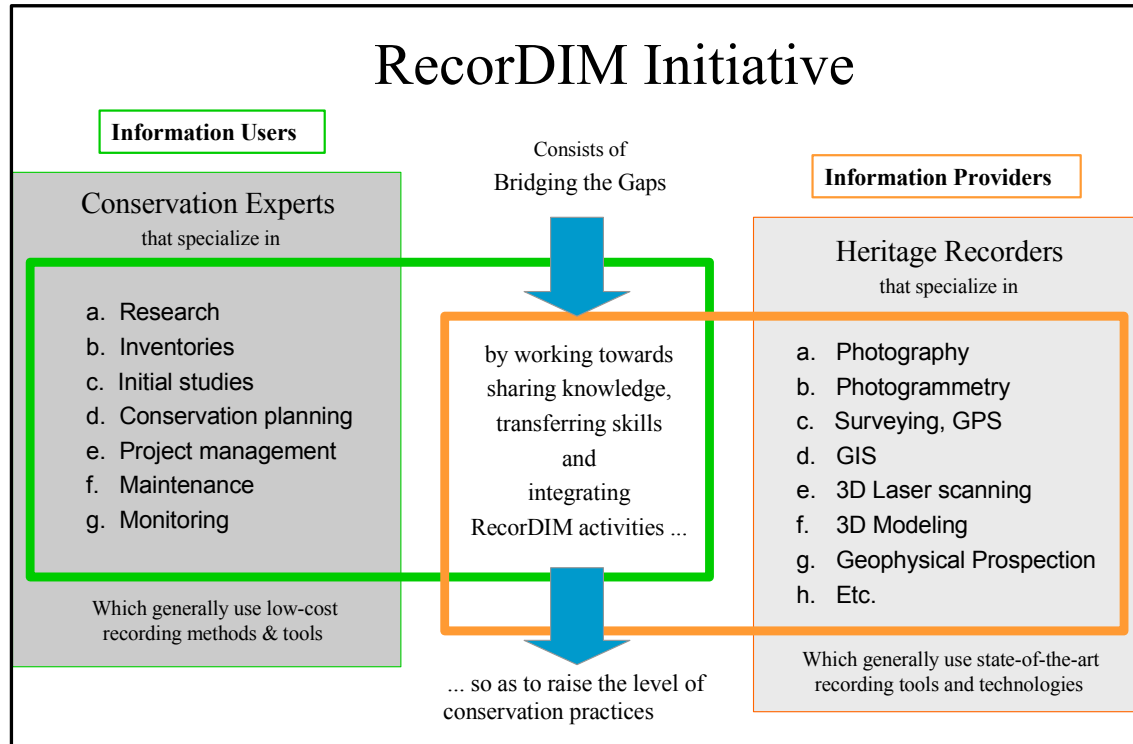 RecorDIM Initiative
Information Users
Conservation Experts
that specialize in
a. Research
b. Inventories
c. Initial studies
d. Conservation planning
e. Project management
f. Maintenance
g. Monitoring
Which generally use low-cost
recording methods & tools
Consists of
Bridging the Gaps
by working towards
sharing knowledge,
transferring skills
and
integrating
RecorDIM activities ...
... so as to raise the level of
conservation practices
Information Providers
Heritage Recorders
that specialize in
a. Photography
b. Photogrammetry
c. Surveying, GPS
d. GIS
e. 3D Laser scanning
f. 3D Modeling
g. Geophysical Prospection
h. Etc.
Which generally use state-of-the-art
recording tools and technologies